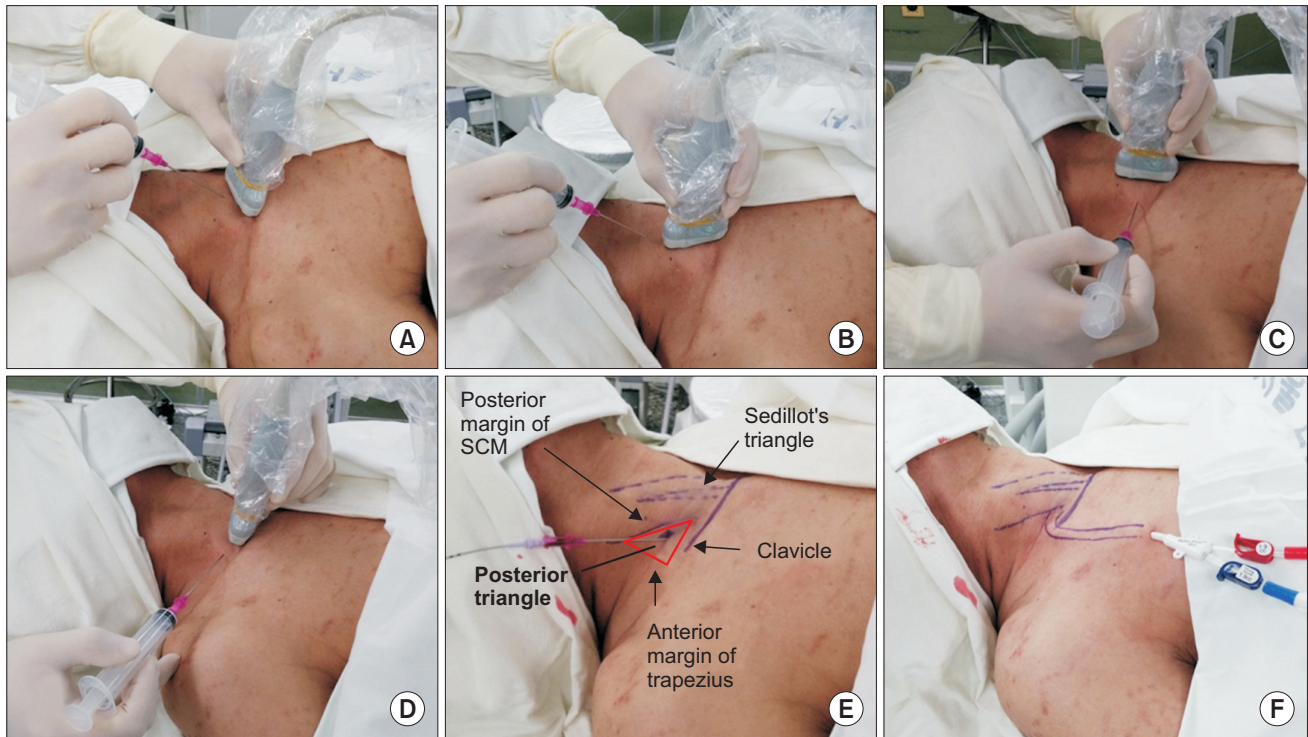 A
B
C
D
Posterior
margin of
SCM
Sedillot's
triangle
Clavicle
Posterior
triangle
Anterior
margin of
trapezius
E
F